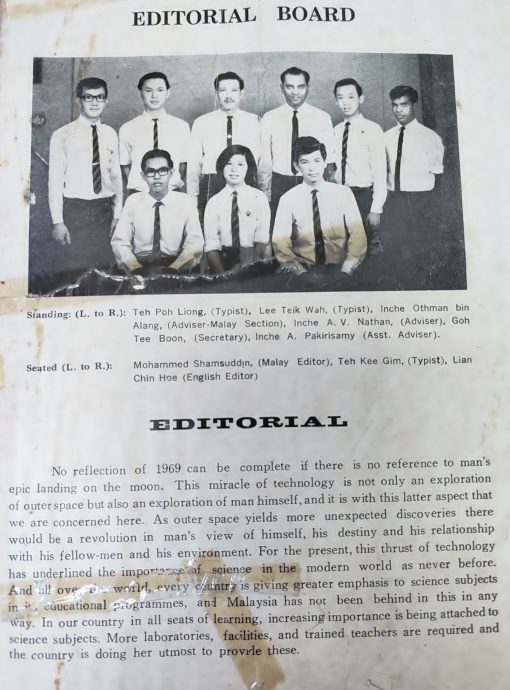 EDITORIAL BOARD
Standing: (L. to R.): Teh Poh Liong, (Typist), Lee Teik Wah, (Typist), Inche Othman bin
Alang, (Adviser-Malay Section), Inche A. V. Nathan, (Adviser), Goh
Tee Boon, (Secretary), Inche A. Pakirisamy (Asst. Adviser).
Seated (L. to R.): Mohammed Shamsuddin, (Malay Editor), Teh Kee Gim, (Typist), Lian
Chin Hoe (English Editor)
EDITORIAL
No reflection of 1969 can be complete if there is no reference to man's
epic landing on the moon. This miracle of technology is not only an exploration
of outer space but also an exploration of man himself, and it is with this latter aspect that
we are concerned here. As outer space yields more unexpected discoveries there
would be a revolution in man's view of himself, his destiny and his relationship
with his fellow-men and his environment. For the present, this thrust of technology
has underlined the importance of science in the modern world as never before.
And all over world, every country is giving greater emphasis to science subjects
in educational programmes, and Malaysia has not been behind in this in any
way. In our country in all seats of learning, increasing importance is being attached to
science subjects. More laboratories, facilities, and trained teachers are required and
the country is doing her utmost to provide these.